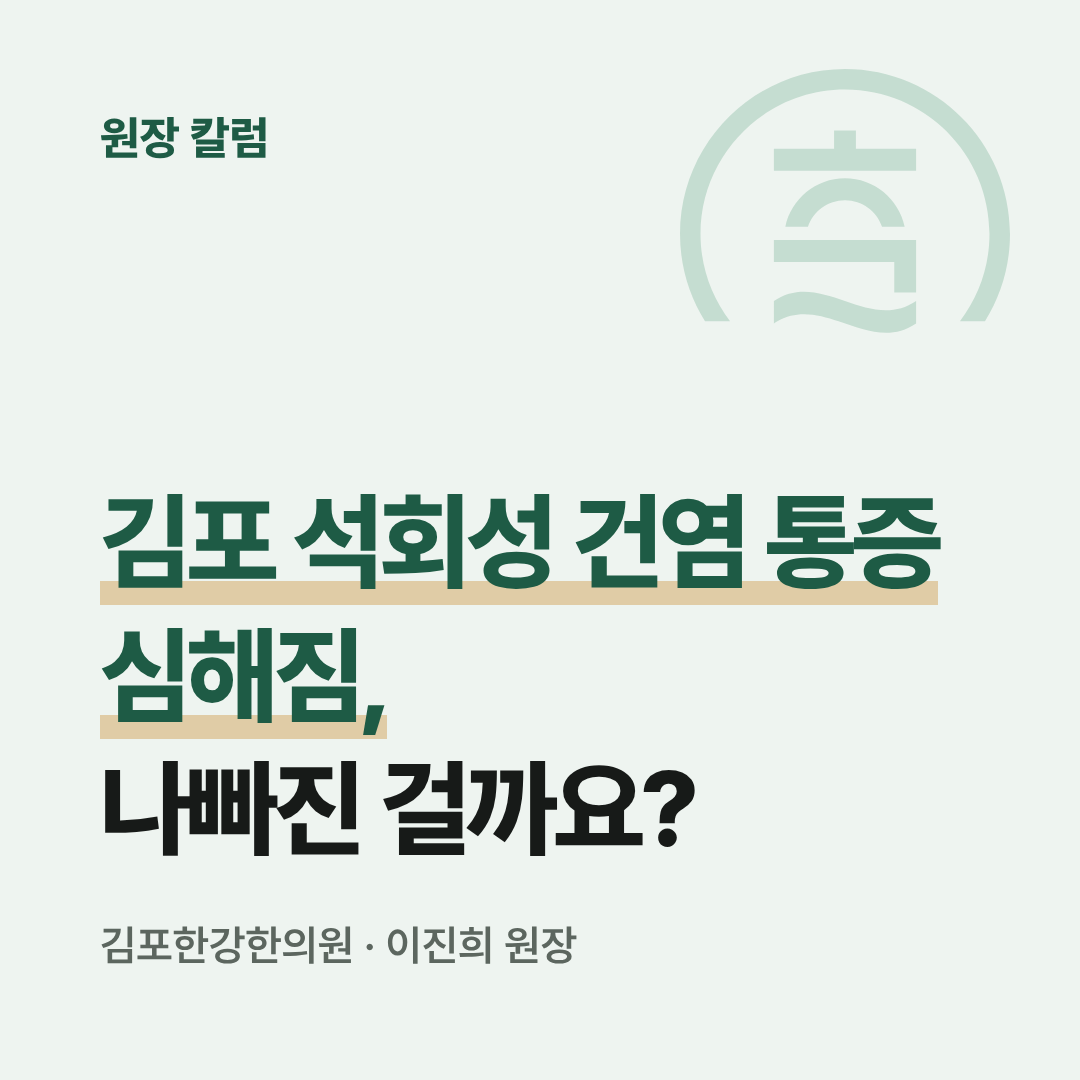 원장 칼럼
김포 석회성 건염 통증
심해짐,
나빠진 걸까요?
김포한강한의원 · 이진희 원장